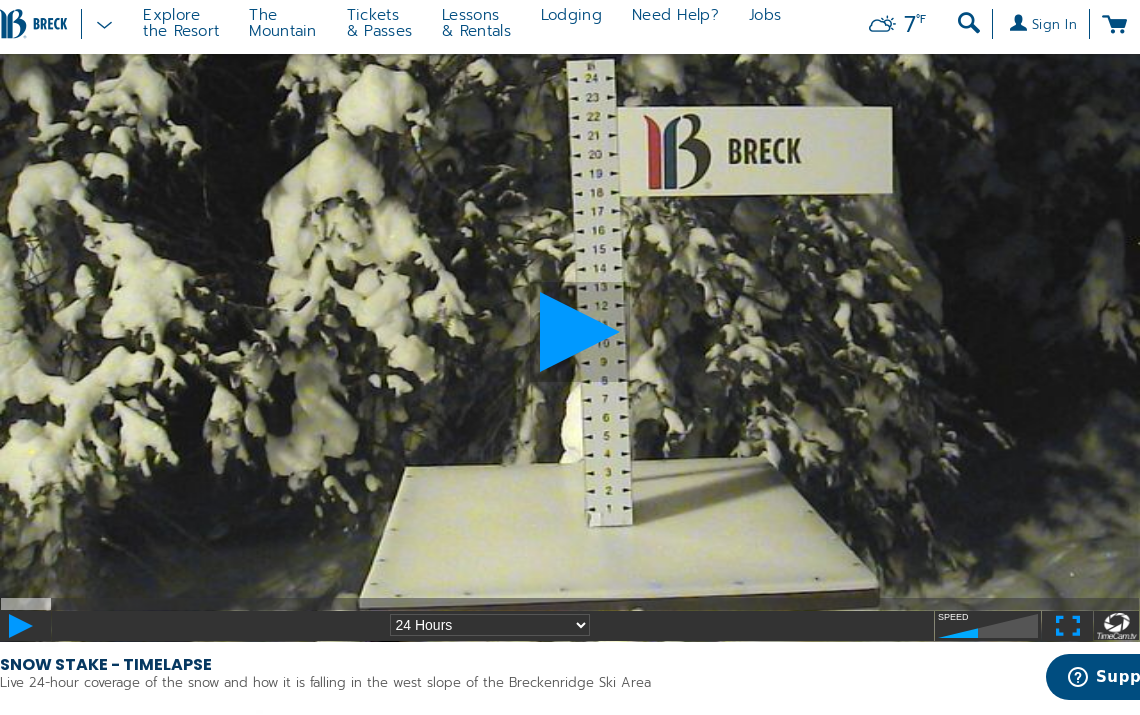 BRECK
Explore
the Resort
The
Mountain
Tickets
& Passes
Lessons
& Rentals
Lodging
Need Help?
Jobs
7°F
Sign In
24
23
22
21
20
19
18
17
16
15
14
13
12
10
9
8
7
6
5
4
3
2
1
B BRECK
24 Hours
SPEED
TimeCam.tv
SNOW STAKE - TIMELAPSE
Live 24-hour coverage of the snow and how it is falling in the west slope of the Breckenridge Ski Area
Supp